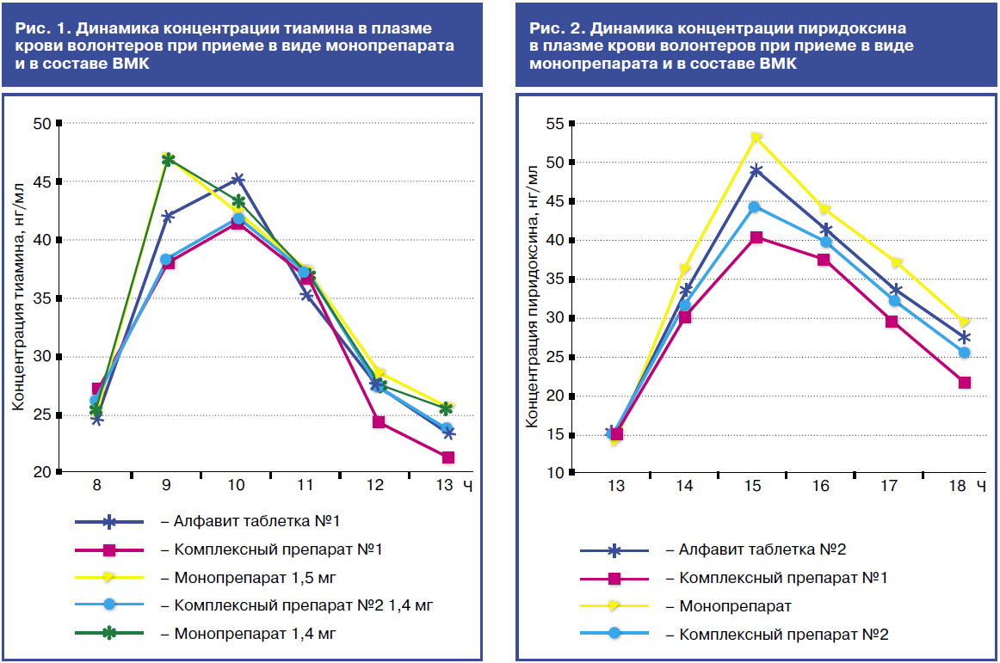 Рис. 1. Динамика концентрации тиамина в плазме
крови волонтеров при приеме в виде монопрепарата
и в составе ВМК
Концентрация тиамина, нг/мл
50
45
40
35
30
25
20
8 9 10 11 12 13 Ч
– Алфавит таблетка №1
– Комплексный препарат №1
– Монопрепарат 1,5 мг
– Комплексный препарат №2 1,4 мг
– Монопрепарат 1,4 мг
Рис. 2. Динамика концентрации пиридоксина
в плазме крови волонтеров при приеме в виде
монопрепарата и в составе ВМК
Концентрация пиридоксина, нг/мл
55
50
45
40
35
30
25
20
15
10
13 14 15 16 17 18 Ч
– Алфавит таблетка №2
– Комплексный препарат №1
– Монопрепарат
– Комплексный препарат №2